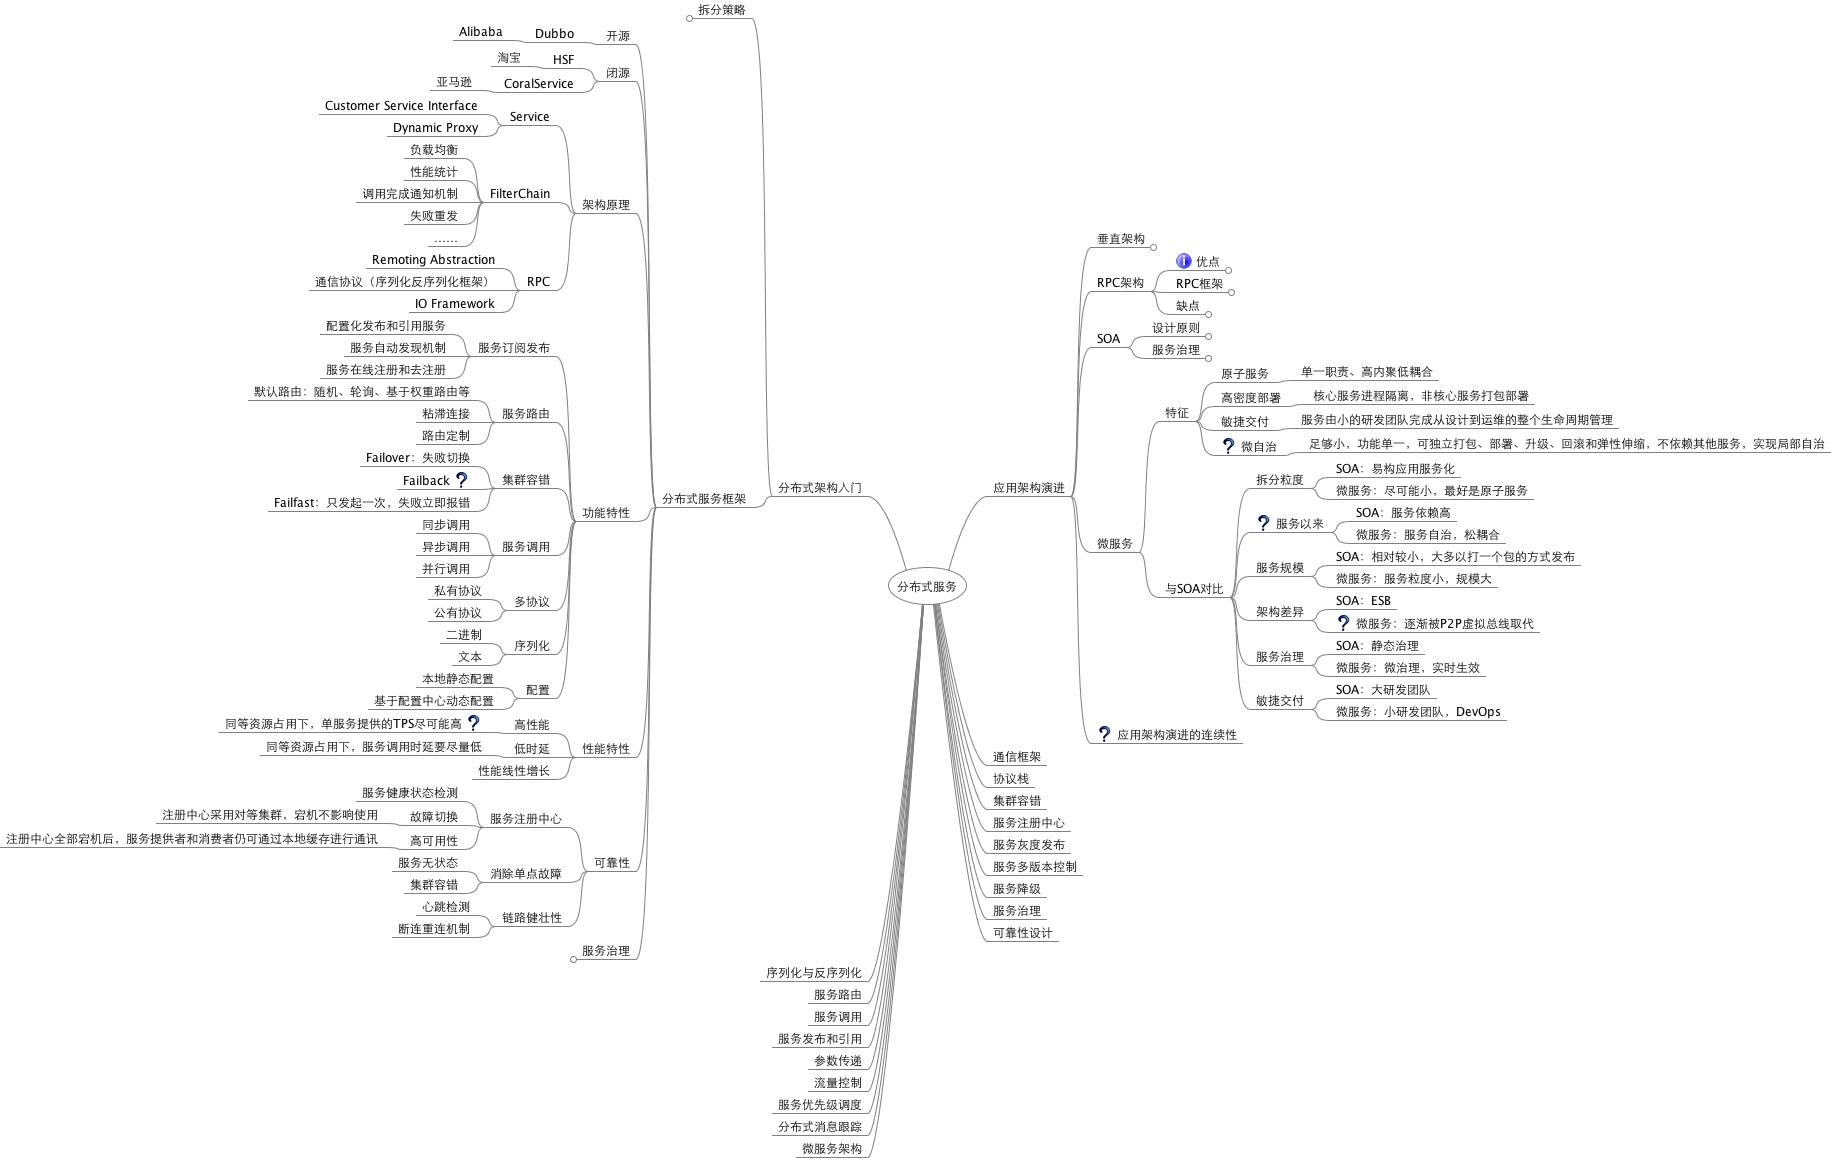 拆分策略
Alibaba
Dubbo
开源
淘宝
HSF
闭源
亚马逊
CoralService
Customer Service Interface
Service
Dynamic Proxy
负载均衡
性能统计
调用完成通知机制
FilterChain
失败重发
……
架构原理
Remoting Abstraction
通信协议（序列化反序列化框架）
RPC
IO Framework
配置化发布和引用服务
服务自动发现机制
服务订阅发布
服务在线注册和去注册
默认路由：随机、轮询、基于权重路由等
粘滞连接
服务路由
路由定制
Failover：失败切换
Failback
集群容错
Failfast：只发起一次，失败立即报错
功能特性
同步调用
异步调用
服务调用
并行调用
私有协议
多协议
公有协议
二进制
序列化
文本
本地静态配置
配置
基于配置中心动态配置
同等资源占用下，单服务提供的TPS尽可能高
高性能
同等资源占用下，服务调用时延要尽量低
低时延
性能特性
性能线性增长
服务健康状态检测
注册中心采用对等集群，宕机不影响使用
故障切换
服务注册中心
注册中心全部宕机后，服务提供者和消费者仍可通过本地缓存进行通讯
高可用性
可靠性
服务无状态
消除单点故障
集群容错
心跳检测
链路健壮性
断连重连机制
服务治理
分布式服务框架
分布式架构入门
分布式服务
应用架构演进
垂直架构
优点
RPC架构
RPC框架
缺点
SOA
设计原则
服务治理
微服务
特征
原子服务
单一职责、高内聚低耦合
高密度部署
核心服务进程隔离，非核心服务打包部署
敏捷交付
服务由小的研发团队完成从设计到运维的整个生命周期管理
微自治
足够小，功能单一，可独立打包、部署、升级、回滚和弹性伸缩，不依赖其他服务，实现局部自治
与SOA对比
拆分粒度
SOA：易构应用服务化
微服务：尽可能小，最好是原子服务
服务以来
SOA：服务依赖高
微服务：服务自治，松耦合
服务规模
SOA：相对较小，大多以打一个包的方式发布
微服务：服务粒度小，规模大
架构差异
SOA：ESB
微服务：逐渐被P2P虚拟总线取代
服务治理
SOA：静态治理
微服务：微治理，实时生效
敏捷交付
SOA：大研发团队
微服务：小研发团队，DevOps
应用架构演进的连续性
通信框架
协议栈
集群容错
服务注册中心
服务灰度发布
服务多版本控制
服务降级
服务治理
可靠性设计
序列化与反序列化
服务路由
服务调用
服务发布和引用
参数传递
流量控制
服务优先级调度
分布式消息跟踪
微服务架构